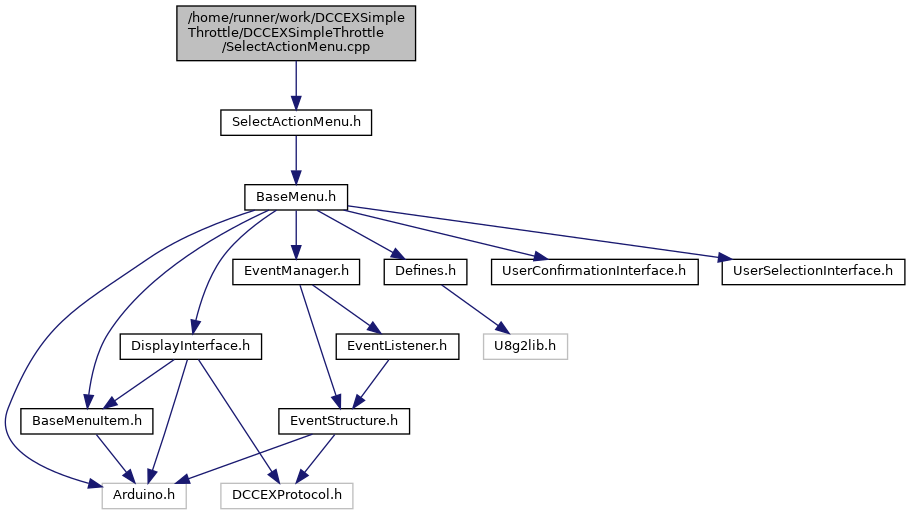 /home/runner/work/DCCEXSimple
Throttle/DCCEXSimpleThrottle
/SelectActionMenu.cpp
SelectActionMenu.h
BaseMenu.h
EventManager.h
Defines.h
UserConfirmationInterface.h
UserSelectionInterface.h
DisplayInterface.h
EventListener.h
U8g2lib.h
BaseMenuItem.h
EventStructure.h
Arduino.h
DCCEXProtocol.h